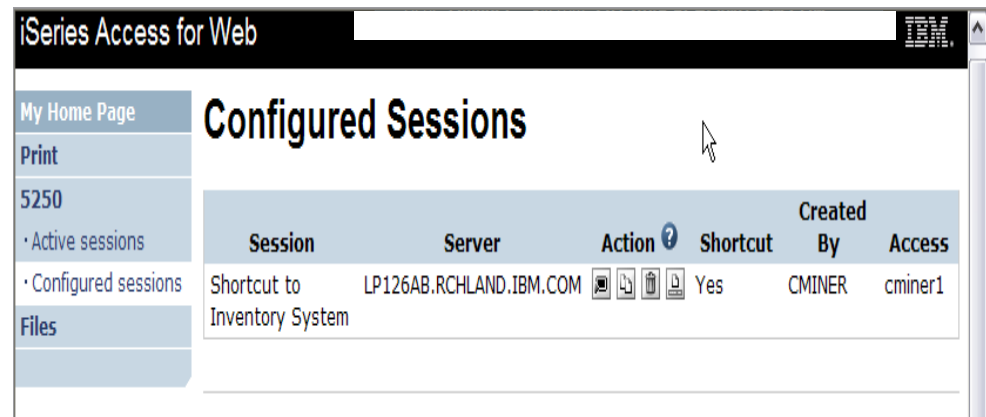 iSeries Access for Web
IBM.
My Home Page
Print
5250
· Active sessions
· Configured sessions
Files
Configured Sessions
Session Server Action ? Shortcut Created By Access
Shortcut to Inventory System LP126AB.RCHLAND.IBM.COM Yes CMINER cminer1